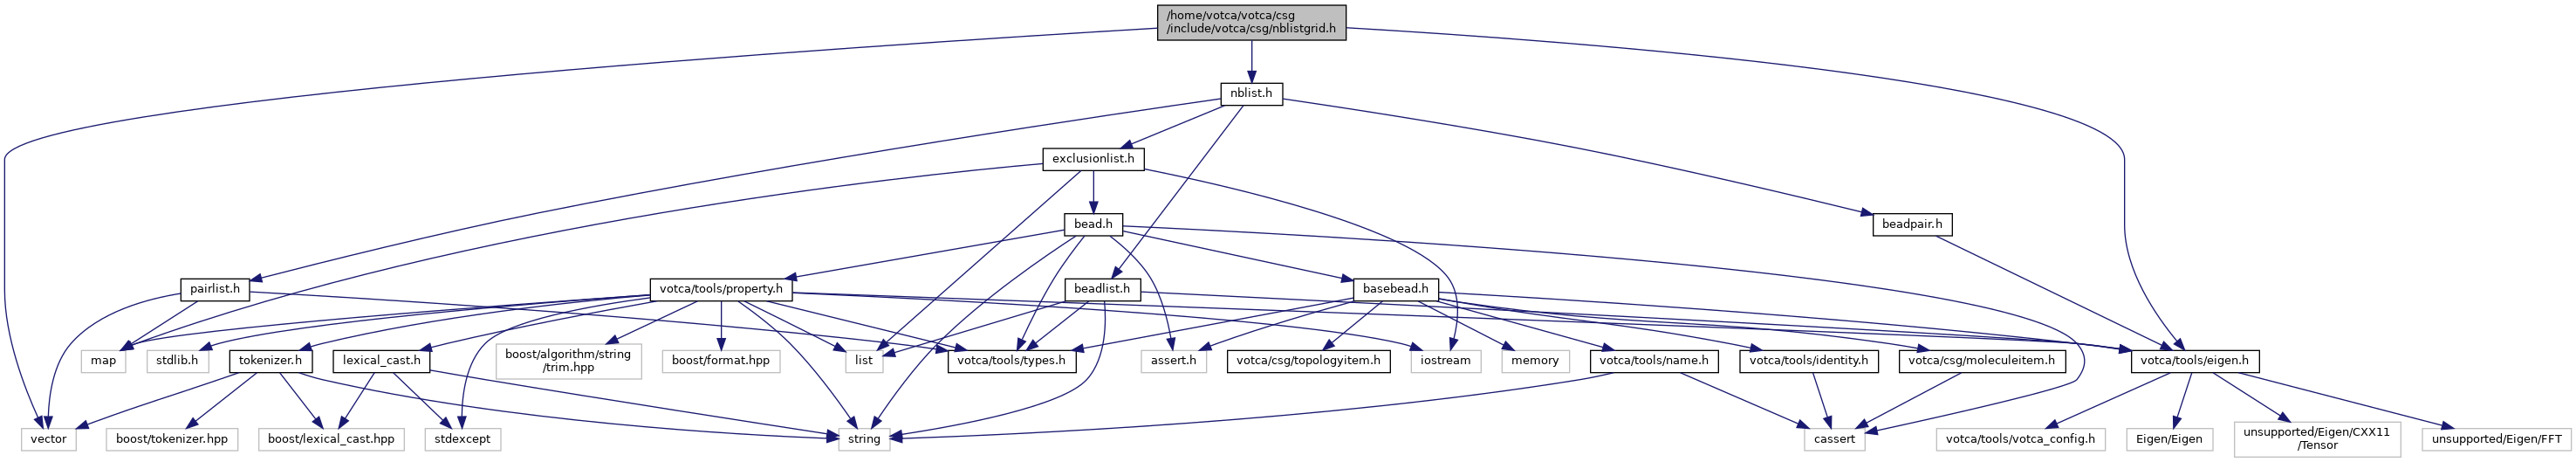 /home/votca/votca/csg
/include/votca/csg/nblistgrid.h
nblist.h
exclusionlist.h
bead.h
beadpair.h
pairlist.h
votca/tools/property.h
beadlist.h
basebead.h
map
stdlib.h
tokenizer.h
lexical_cast.h
boost/algorithm/string
/trim.hpp
boost/format.hpp
list
votca/tools/types.h
assert.h
votca/csg/topologyitem.h
iostream
memory
votca/tools/name.h
votca/tools/identity.h
votca/csg/moleculeitem.h
votca/tools/eigen.h
vector
boost/tokenizer.hpp
boost/lexical_cast.hpp
stdexcept
string
cassert
votca/tools/votca_config.h
Eigen/Eigen
unsupported/Eigen/CXX11
/Tensor
unsupported/Eigen/FFT